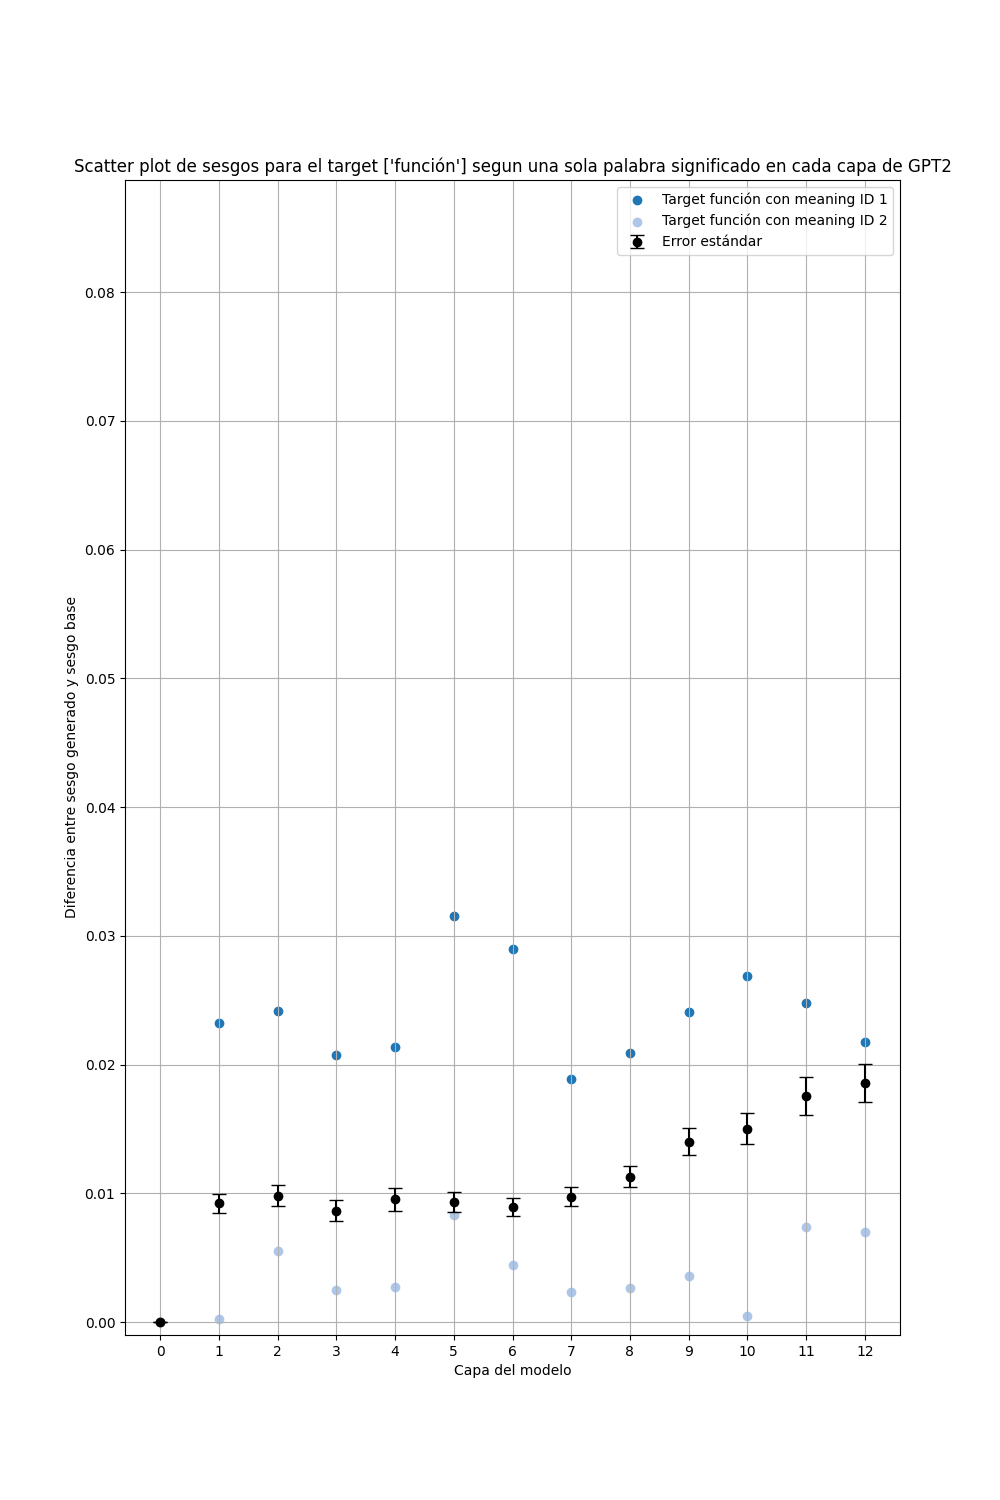 Scatter plot de sesgos para el target ['función'] segun una sola palabra significado en cada capa de GPT2
Target función con meaning ID 1
Target función con meaning ID 2
Error estándar
0.08
0.07
0.06
0.05
0.04
0.03
0.02
0.01
0.00
Diferencia entre sesgo generado y sesgo base
0 1 2 3 4 5 6 7 8 9 10 11 12
Capa del modelo